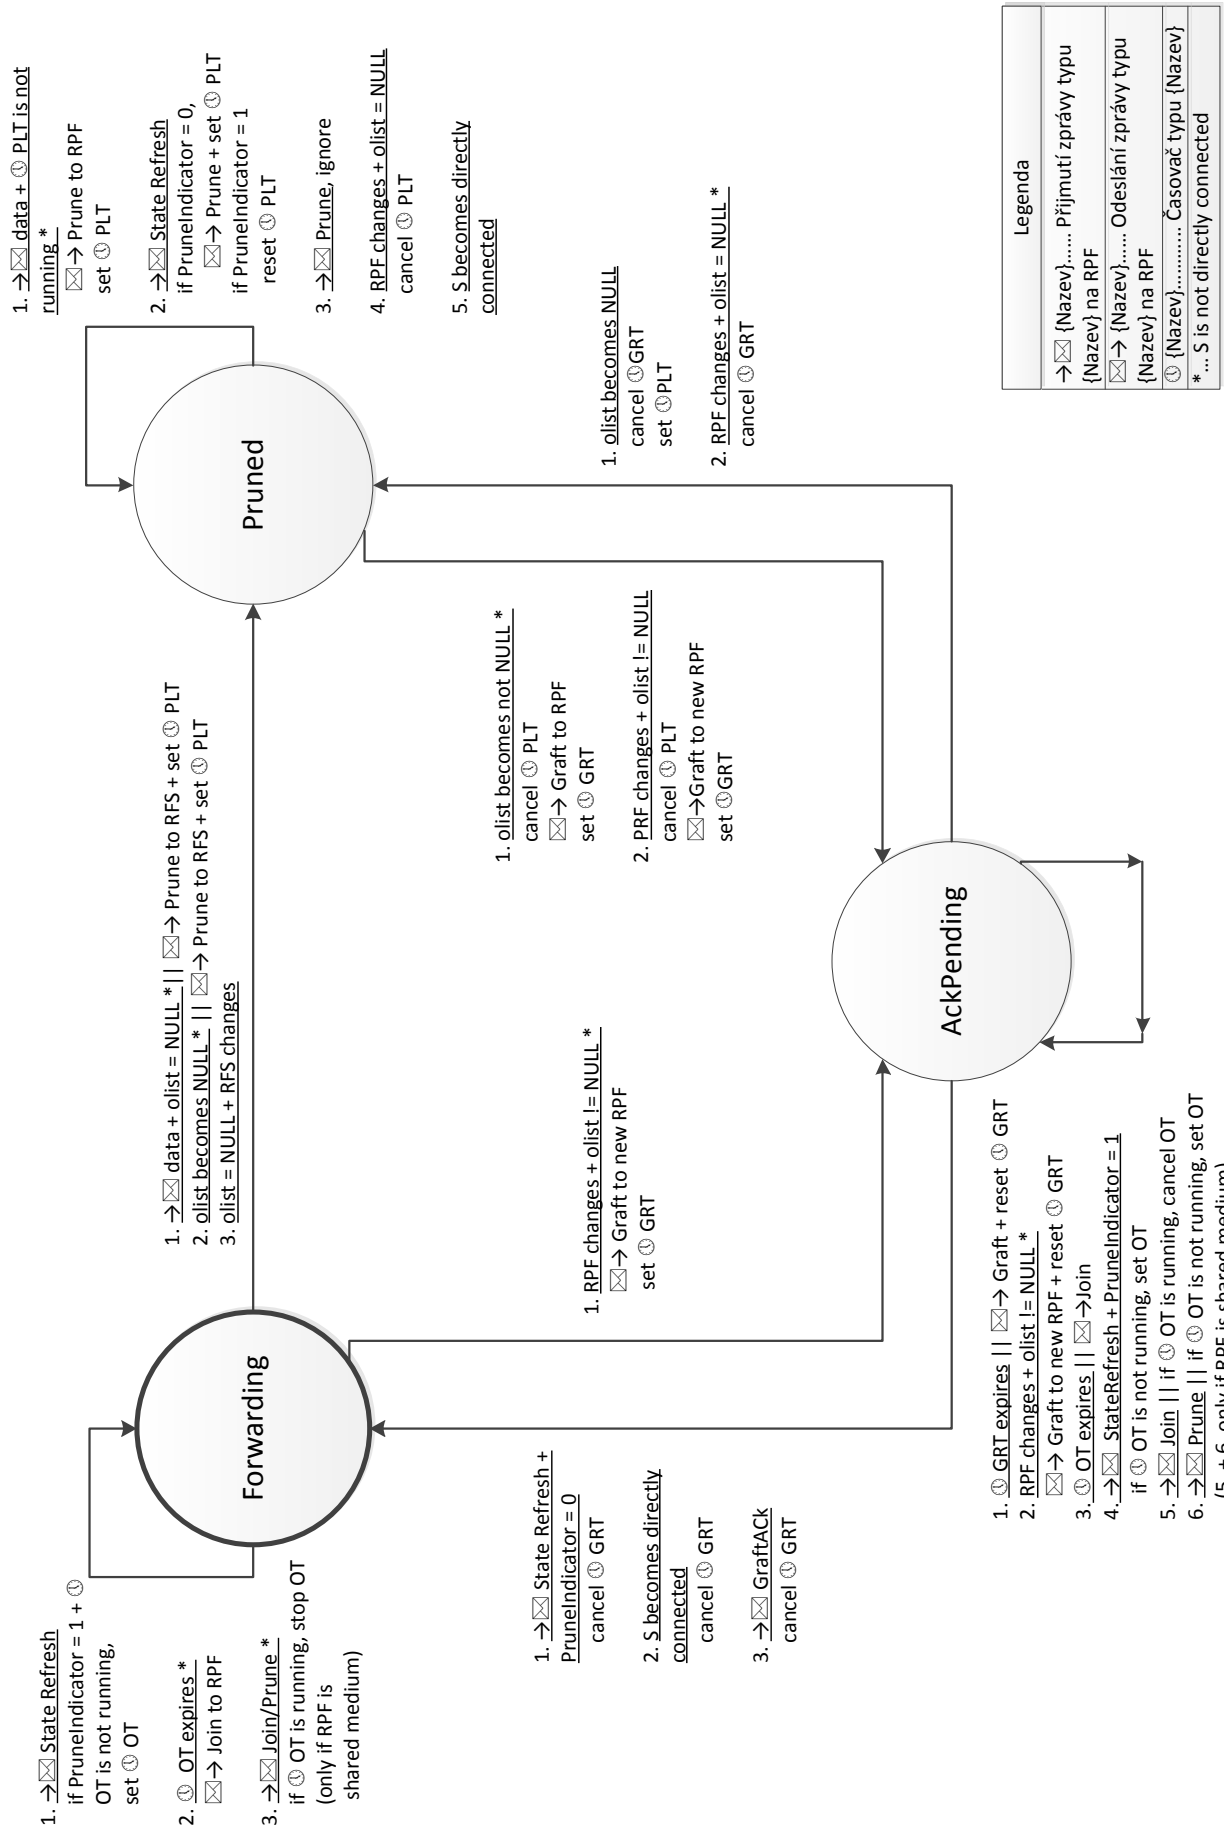 1. →✉ State Refresh
if PruneIndicator = 1 + 🕒
OT is not running,
set 🕒 OT
2. 🕒 OT expires *
✉→ Join to RPF
3. →✉ Join/Prune *
if 🕒 OT is running, stop OT
(only if RPF is
shared medium)
Forwarding
1. →✉ data + olist = NULL * || ✉→ Prune to RFS + set 🕒 PLT
2. olist becomes NULL * || ✉→ Prune to RFS + set 🕒 PLT
3. olist = NULL + RFS changes
Pruned
1. →✉ data + 🕒 PLT is not
running *
✉→ Prune to RPF
set 🕒 PLT
2. →✉ State Refresh
if PruneIndicator = 0,
✉→ Prune + set 🕒 PLT
if PruneIndicator = 1
reset 🕒 PLT
3. →✉ Prune, ignore
4. RPF changes + olist = NULL
cancel 🕒 PLT
5. S becomes directly
connected
1. →✉ State Refresh +
PruneIndicator = 0
cancel 🕒 GRT
2. S becomes directly
connected
cancel 🕒 GRT
3. →✉ GraftACk
cancel 🕒 GRT
1. RPF changes + olist != NULL *
✉→ Graft to new RPF
set 🕒 GRT
1. olist becomes not NULL *
cancel 🕒 PLT
✉→ Graft to RPF
set 🕒 GRT
2. PRF changes + olist != NULL
cancel 🕒 PLT
✉→Graft to new RPF
set 🕒GRT
1. olist becomes NULL
cancel 🕒GRT
set 🕒PLT
2. RPF changes + olist = NULL *
cancel 🕒 GRT
AckPending
1. 🕒 GRT expires || ✉→ Graft + reset 🕒 GRT
2. RPF changes + olist != NULL *
✉→ Graft to new RPF + reset 🕒 GRT
3. 🕒 OT expires || ✉→Join
4. →✉ StateRefresh + PruneIndicator = 1
if 🕒 OT is not running, set OT
5. →✉ Join || if 🕒 OT is running, cancel OT
6. →✉ Prune || if 🕒 OT is not running, set OT
(5. + 6. only if RPF is shared medium)
Legenda
→✉ {Nazev}...... Přijmutí zprávy typu
{Nazev} na RPF
✉→ {Nazev}...... Odeslání zprávy typu
{Nazev} na RPF
🕒 {Nazev}............ Časovač typu {Nazev}
* ... S is not directly connected